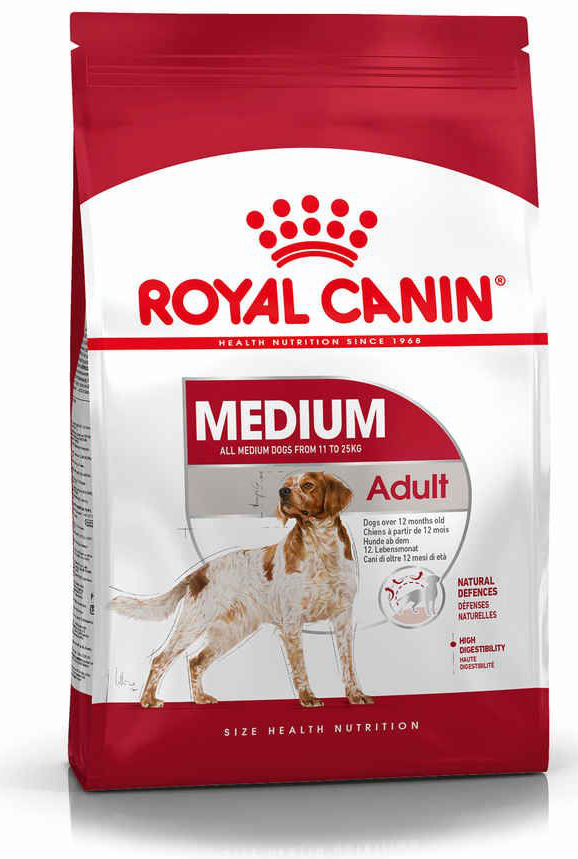 ROYAL CANIN®
HEALTH NUTRITION SINCE 1968
MEDIUM
ALL MEDIUM DOGS FROM 11 TO 25KG
Adult
Dogs over 12 months old
Chiens à partir de 12 mois
Hunde ab dem
12. Lebensmonat
Cani di oltre 12 mesi di età
NATURAL
DEFENCES
DÉFENSES
NATURELLES
HIGH
DIGESTIBILITY
HAUTE
DIGESTIBILITÉ
SIZE HEALTH NUTRITION